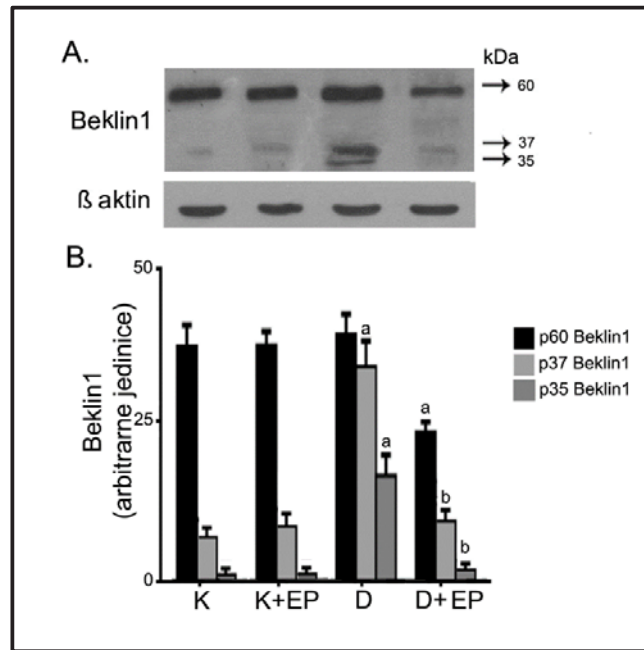 A.
kDa
Beklin1
60
37
35
ß aktin
B.
50
25
0
Beklin1
(arbitrarne jedinice)
a
a
a
b
b
p60 Beklin1
p37 Beklin1
p35 Beklin1
K K+EP D D+EP